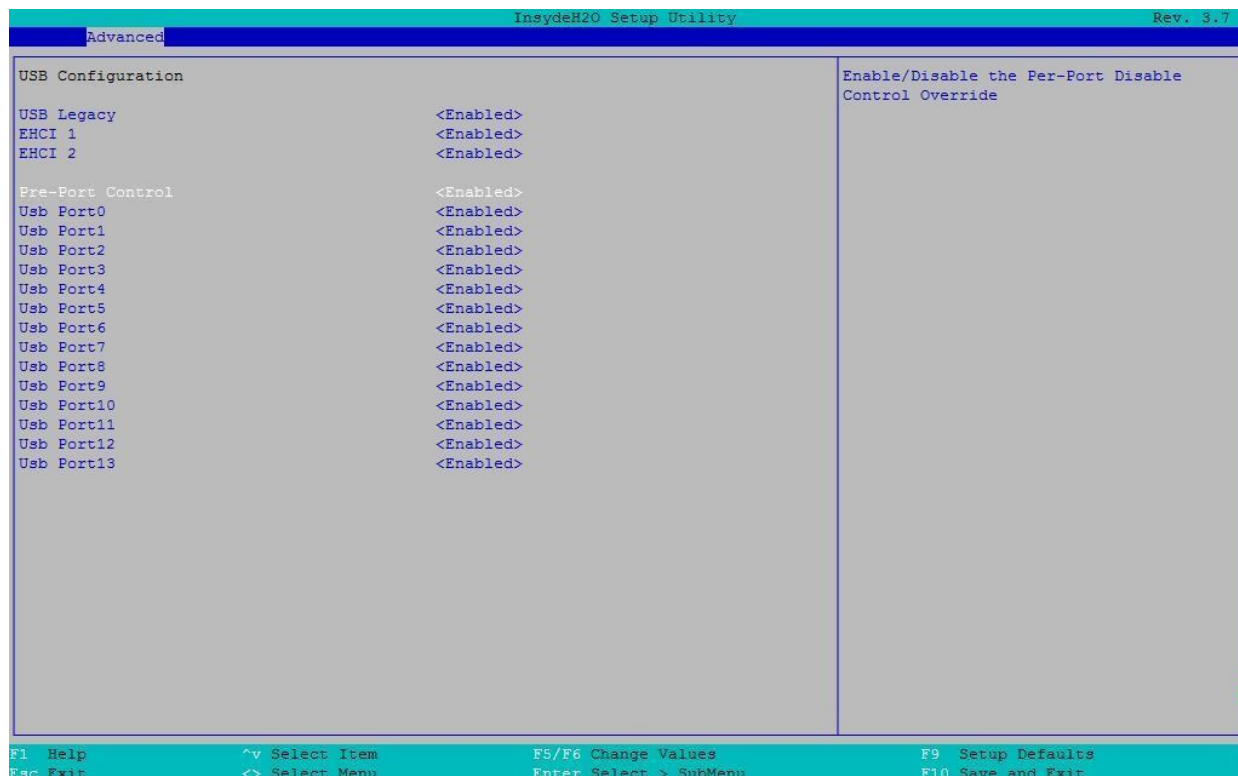 InsydeH2O Setup Utility Rev. 3.7
Advanced
USB Configuration
USB Legacy <Enabled>
EHCI 1 <Enabled>
EHCI 2 <Enabled>
Pre-Port Control <Enabled>
Usb Port0 <Enabled>
Usb Port1 <Enabled>
Usb Port2 <Enabled>
Usb Port3 <Enabled>
Usb Port4 <Enabled>
Usb Port5 <Enabled>
Usb Port6 <Enabled>
Usb Port7 <Enabled>
Usb Port8 <Enabled>
Usb Port9 <Enabled>
Usb Port10 <Enabled>
Usb Port11 <Enabled>
Usb Port12 <Enabled>
Usb Port13 <Enabled>
Enable/Disable the Per-Port Disable
Control Override
F1 Help ^v Select Item F5/F6 Change Values F9 Setup Defaults
Esc Exit <> Select Menu Enter Select > SubMenu F10 Save and Exit